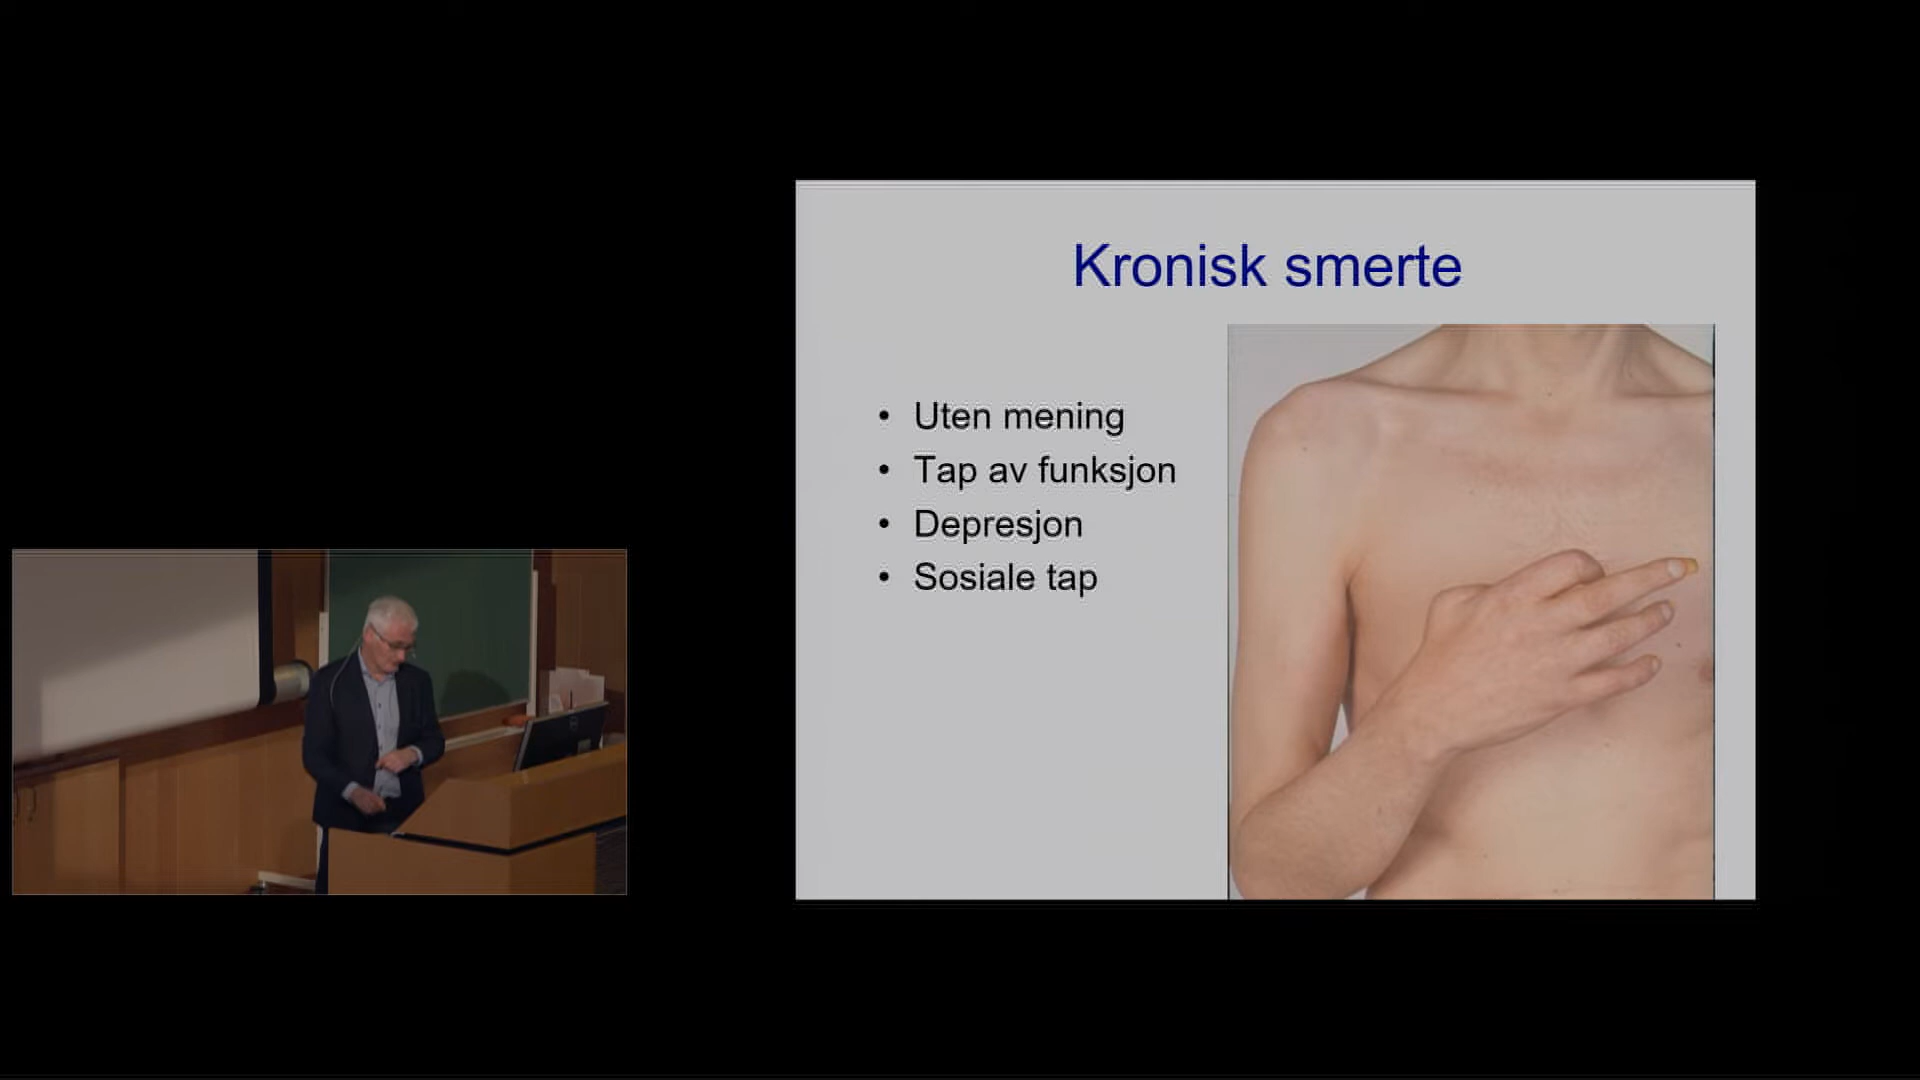 Kronisk smerte
• Uten mening
• Tap av funksjon
• Depresjon
• Sosiale tap